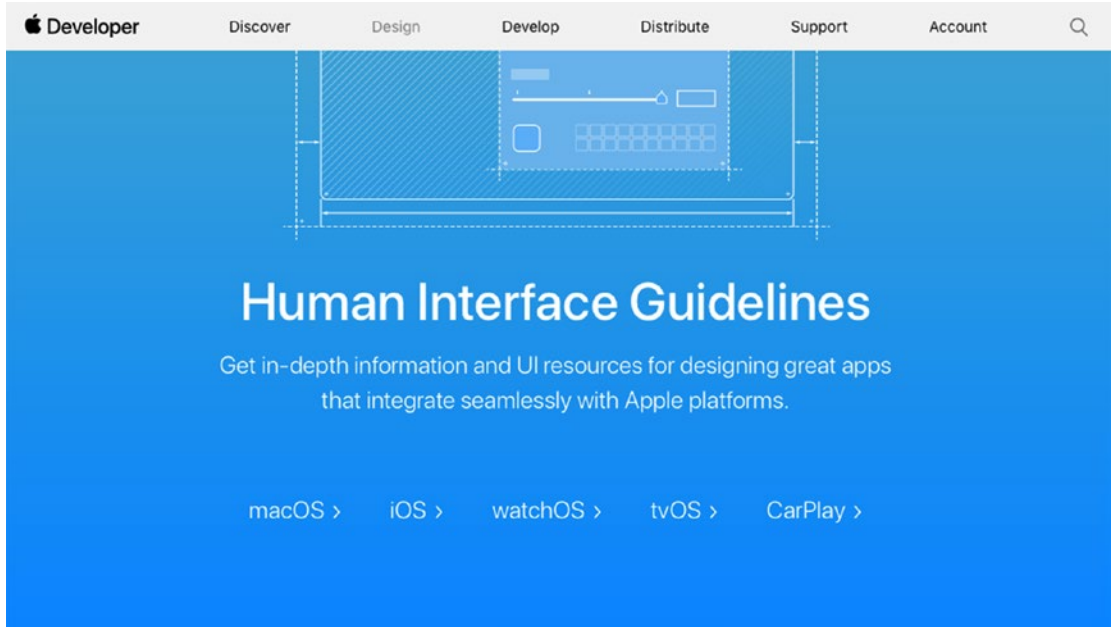 Developer
Discover
Design
Develop
Distribute
Support
Account
Human Interface Guidelines
Get in-depth information and UI resources for designing great apps
that integrate seamlessly with Apple platforms.
macOS >
iOS >
watchOS >
tvOS >
CarPlay >